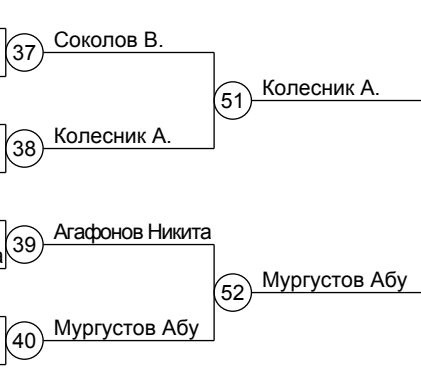 37 Соколов В.
51 Колесник А.
38 Колесник А.
39 Агафонов Никита
а
52 Мургустов Абу
40 Мургустов Абу